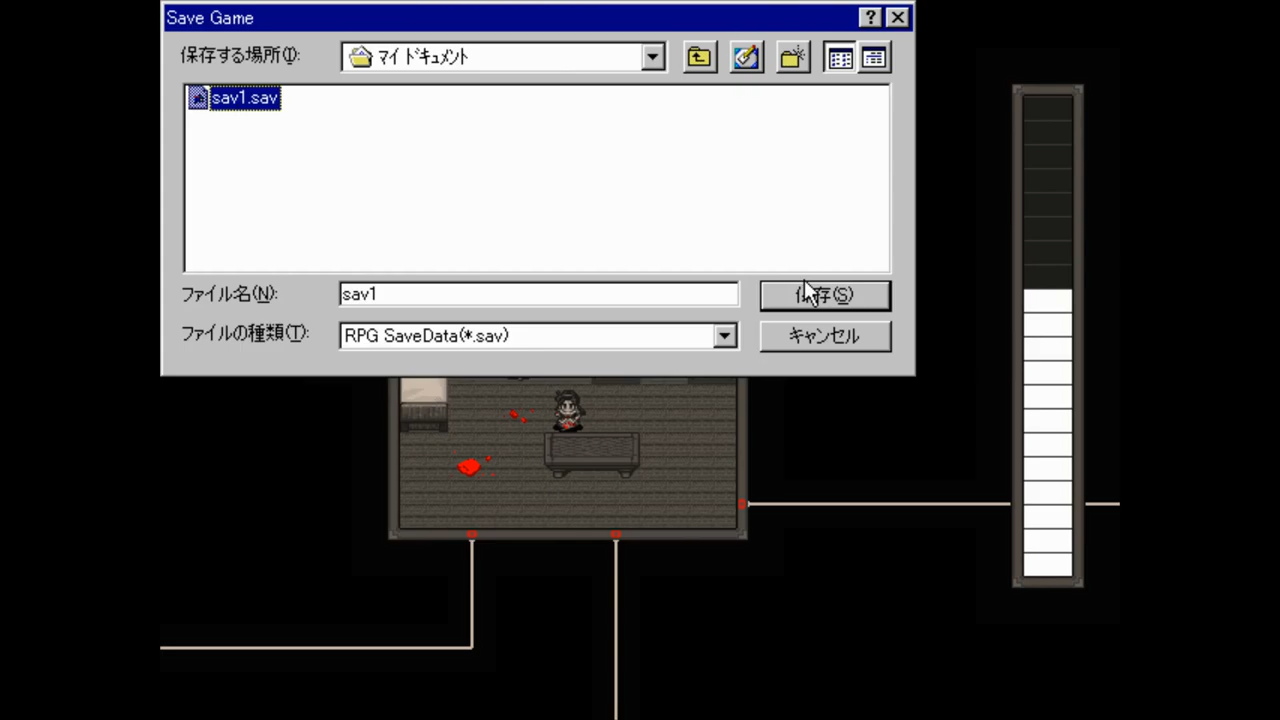 Save Game
保存する場所(I):
マイ ドキュメント
sav1.sav
ファイル名(N):
sav1
保存(S)
ファイルの種類(T):
RPG SaveData(*.sav)
キャンセル